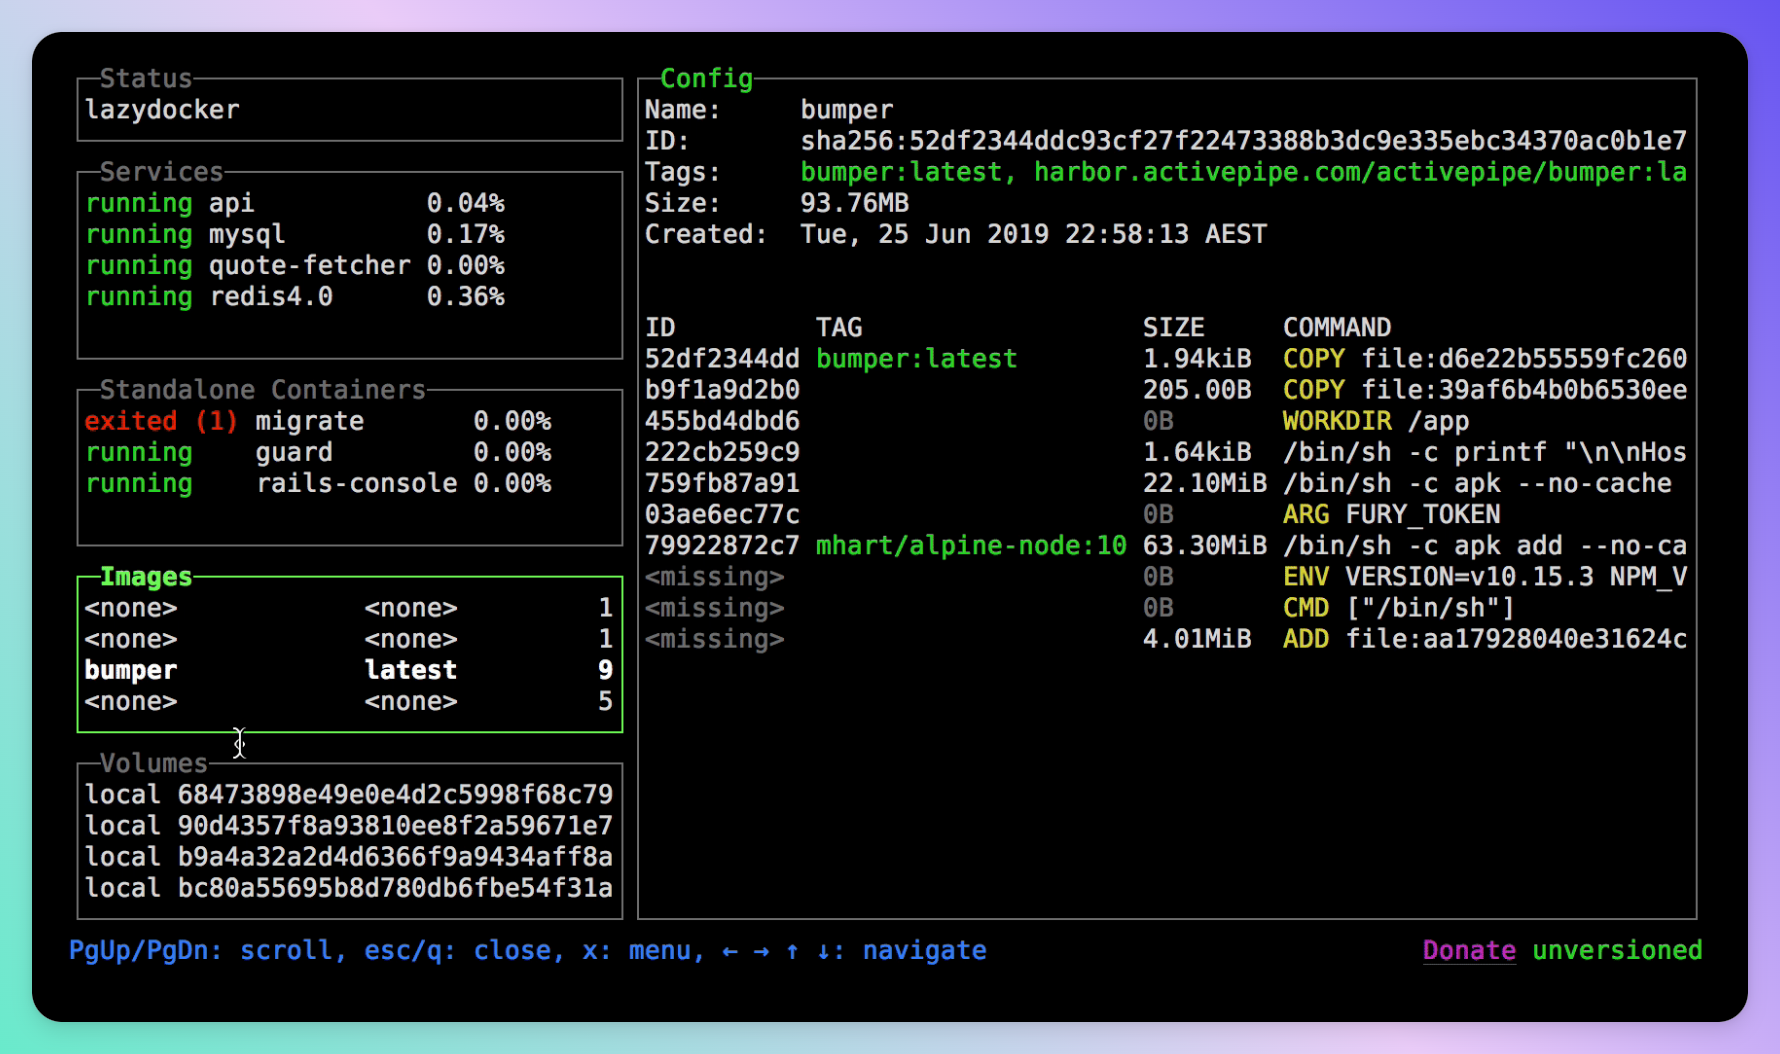 Status
lazydocker
Services
running api 0.04%
running mysql 0.17%
running quote-fetcher 0.00%
running redis4.0 0.36%
Standalone Containers
exited (1) migrate 0.00%
running guard 0.00%
running rails-console 0.00%
Images
<none> <none> 1
<none> <none> 1
bumper latest 9
<none> <none> 5
Volumes
local 68473898e49e0e4d2c5998f68c79
local 90d4357f8a93810ee8f2a59671e7
local b9a4a32a2d4d6366f9a9434aff8a
local bc80a55695b8d780db6fbe54f31a
Config
Name: bumper
ID: sha256:52df2344ddc93cf27f22473388b3dc9e335ebc34370ac0b1e7
Tags: bumper:latest, harbor.activepipe.com/activepipe/bumper:la
Size: 93.76MB
Created: Tue, 25 Jun 2019 22:58:13 AEST
ID TAG SIZE COMMAND
52df2344dd bumper:latest 1.94kiB COPY file:d6e22b55559fc260
b9f1a9d2b0 205.00B COPY file:39af6b4b0b6530ee
455bd4dbd6 0B WORKDIR /app
222cb259c9 1.64kiB /bin/sh -c printf "\n\nHos
759fb87a91 22.10MiB /bin/sh -c apk --no-cache
03ae6ec77c 0B ARG FURY_TOKEN
79922872c7 mhart/alpine-node:10 63.30MiB /bin/sh -c apk add --no-ca
<missing> 0B ENV VERSION=v10.15.3 NPM_V
<missing> 0B CMD ["/bin/sh"]
<missing> 4.01MiB ADD file:aa17928040e31624c
PgUp/PgDn: scroll, esc/q: close, x: menu, ← → ↑ ↓: navigate
Donate unversioned